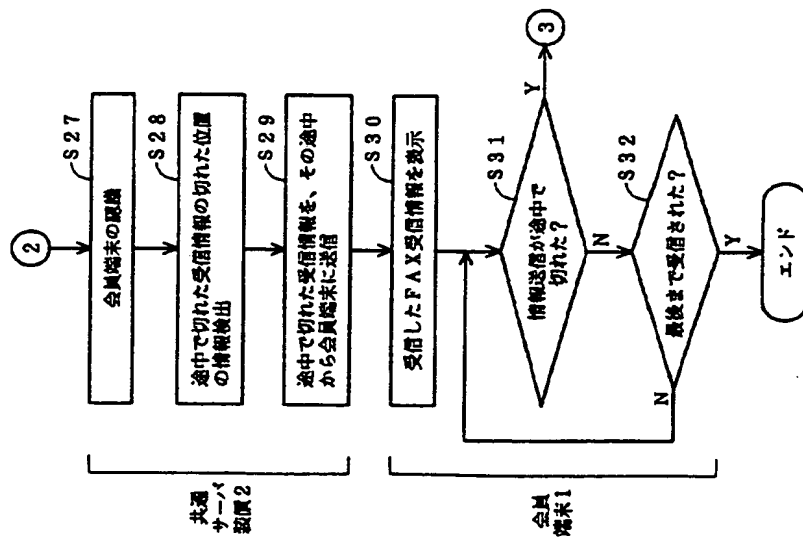 ②
S27
会員端末の認識
S28
途中で切れた受信情報の切れた位置
の情報検出
S29
途中で切れた受信情報を、その途中
から会員端末に送信
S30
受信したFAX受信情報を表示
S31
情報送信が途中で
切れた?
Y
③
N
S32
最後まで受信された?
N
Y
エンド
共通
サーバ
装置2
会員
端末1